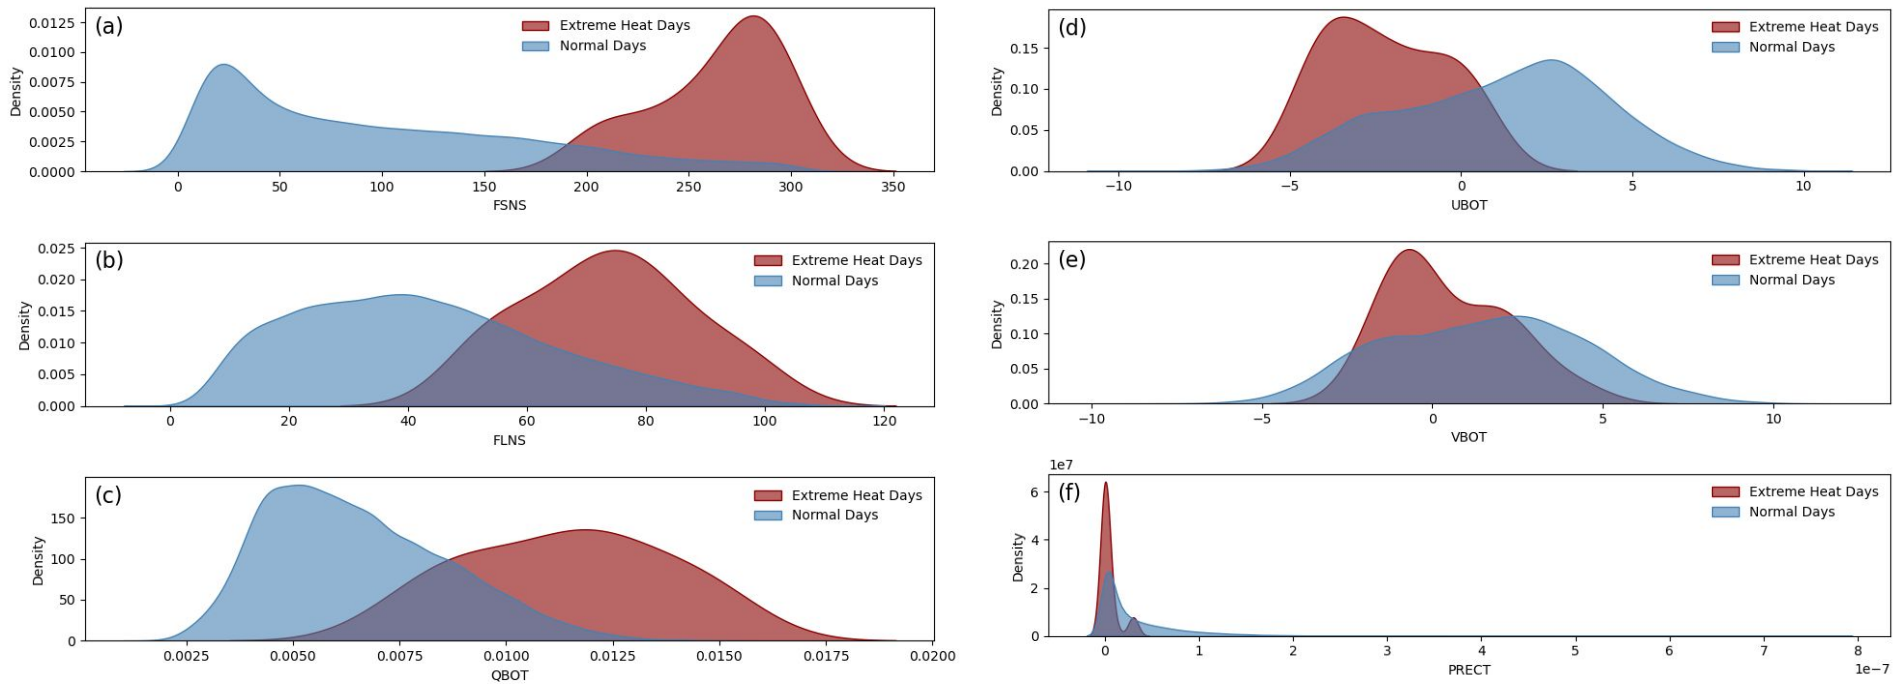 (a)
Extreme Heat Days
Normal Days
Density
0.0125
0.0100
0.0075
0.0050
0.0025
0.0000
0 50 100 150 200 250 300 350
FSNS
(b)
Extreme Heat Days
Normal Days
Density
0.025
0.020
0.015
0.010
0.005
0.000
0 20 40 60 80 100 120
FLNS
(c)
Extreme Heat Days
Normal Days
Density
150
100
50
0
0.0025 0.0050 0.0075 0.0100 0.0125 0.0150 0.0175 0.0200
QBOT
(d)
Extreme Heat Days
Normal Days
Density
0.15
0.10
0.05
0.00
−10 −5 0 5 10
UBOT
(e)
Extreme Heat Days
Normal Days
Density
0.20
0.15
0.10
0.05
0.00
−10 −5 0 5 10
VBOT
1e7
(f)
Extreme Heat Days
Normal Days
Density
6
4
2
0
0 1 2 3 4 5 6 7 8
PRECT
1e−7